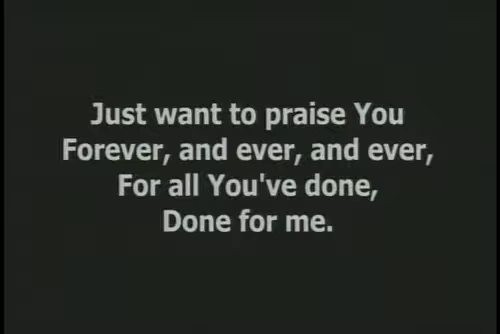 Just want to praise You
Forever, and ever, and ever,
For all You've done,
Done for me.